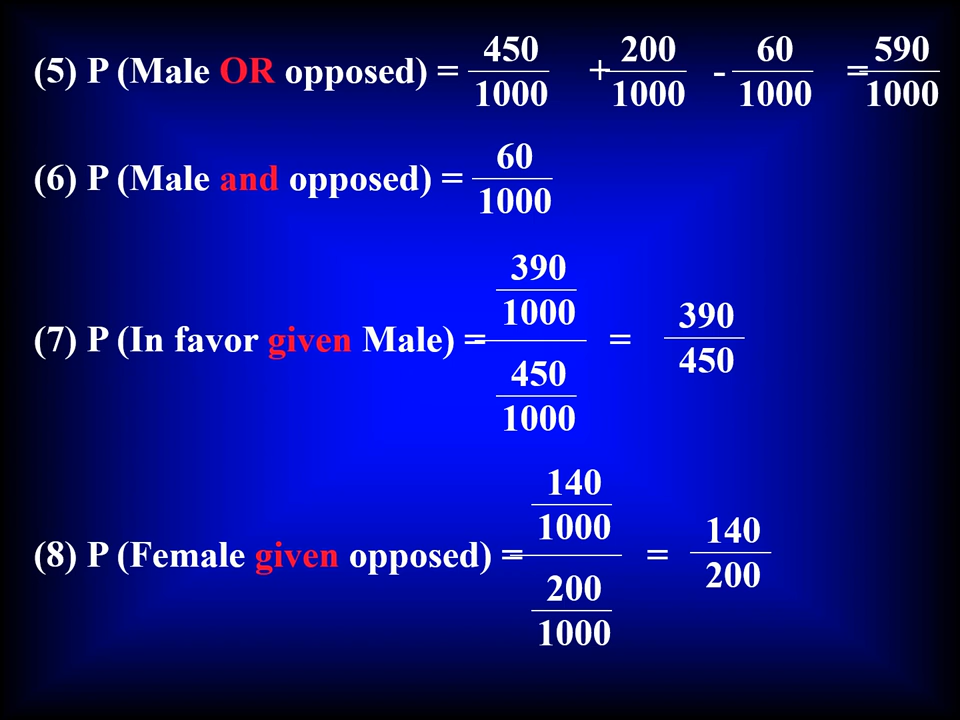 (5) P (Male OR opposed) = 450/1000 + 200/1000 - 60/1000 = 590/1000
(6) P (Male and opposed) = 60/1000
(7) P (In favor given Male) = 390/1000 / 450/1000 = 390/450
(8) P (Female given opposed) = 140/1000 / 200/1000 = 140/200